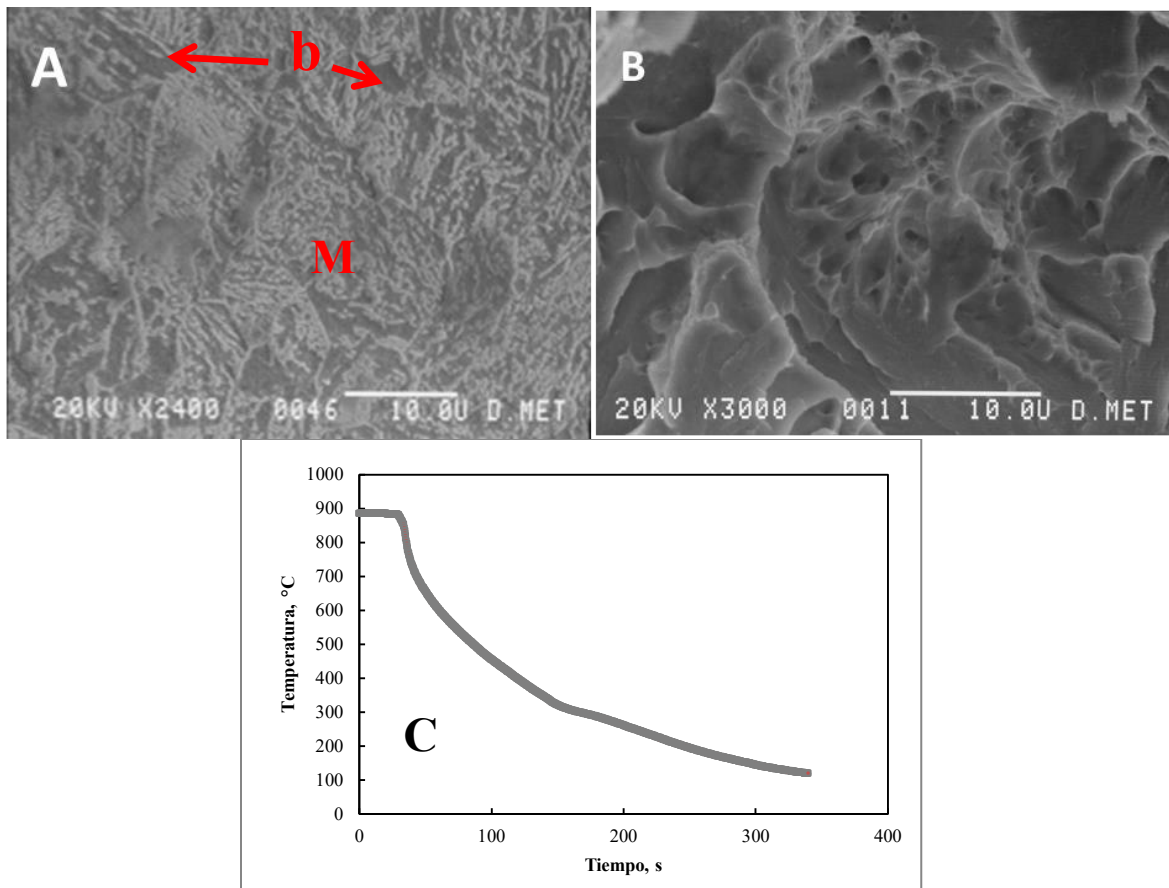 A
b
M
20KV X2400 0046 10.0U D.MET
B
20KV X3000 0011 10.0U D.MET
1000
900
800
700
600
500
400
300
200
100
0
Temperatura, °C
C
0 100 200 300 400
Tiempo, s